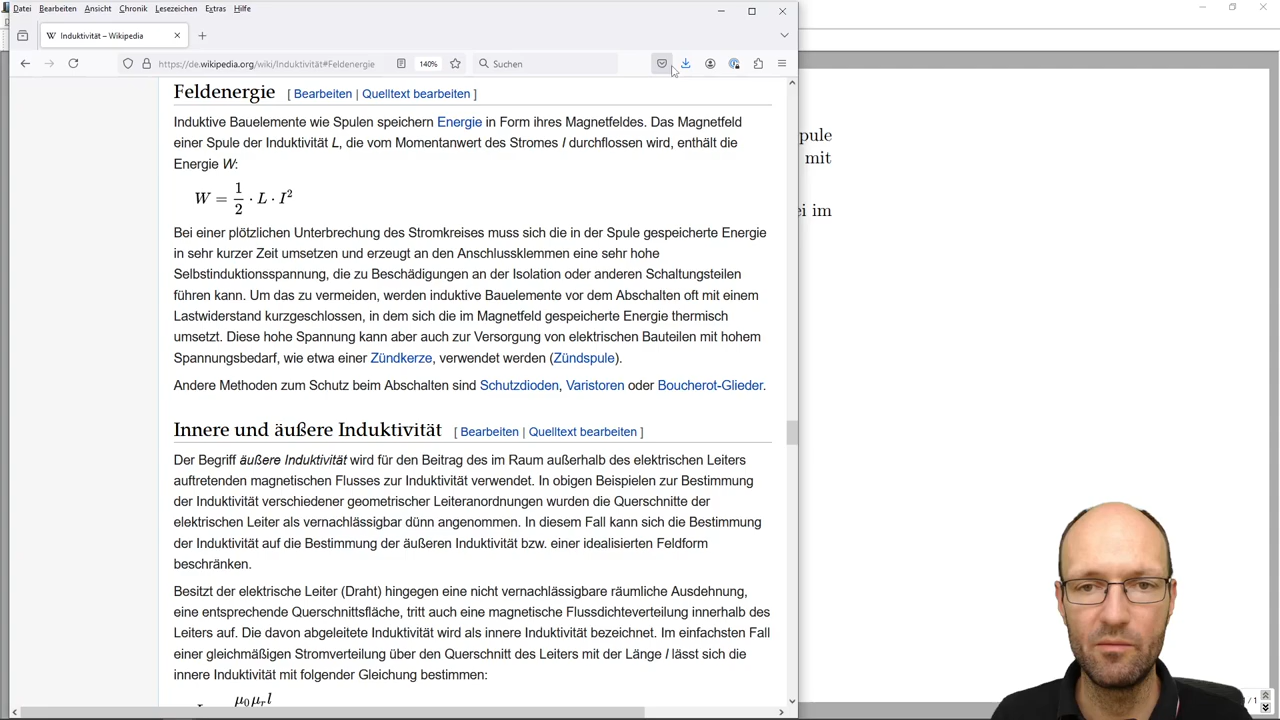 Datei Bearbeiten Ansicht Chronik Lesezeichen Extras Hilfe
W Induktivität – Wikipedia
https://de.wikipedia.org/wiki/Induktivität#Feldenergie 140% Suchen
Feldenergie [ Bearbeiten | Quelltext bearbeiten ]
Induktive Bauelemente wie Spulen speichern Energie in Form ihres Magnetfeldes. Das Magnetfeld
einer Spule der Induktivität L, die vom Momentanwert des Stromes I durchflossen wird, enthält die
Energie W:
W = 1/2 · L · I²
Bei einer plötzlichen Unterbrechung des Stromkreises muss sich die in der Spule gespeicherte Energie
in sehr kurzer Zeit umsetzen und erzeugt an den Anschlussklemmen eine sehr hohe
Selbstinduktionsspannung, die zu Beschädigungen an der Isolation oder anderen Schaltungsteilen
führen kann. Um das zu vermeiden, werden induktive Bauelemente vor dem Abschalten oft mit einem
Lastwiderstand kurzgeschlossen, in dem sich die im Magnetfeld gespeicherte Energie thermisch
umsetzt. Diese hohe Spannung kann aber auch zur Versorgung von elektrischen Bauteilen mit hohem
Spannungsbedarf, wie etwa einer Zündkerze, verwendet werden (Zündspule).
Andere Methoden zum Schutz beim Abschalten sind Schutzdioden, Varistoren oder Boucherot-Glieder.
Innere und äußere Induktivität [ Bearbeiten | Quelltext bearbeiten ]
Der Begriff äußere Induktivität wird für den Beitrag des im Raum außerhalb des elektrischen Leiters
auftretenden magnetischen Flusses zur Induktivität verwendet. In obigen Beispielen zur Bestimmung
der Induktivität verschiedener geometrischer Leiteranordnungen wurden die Querschnitte der
elektrischen Leiter als vernachlässigbar dünn angenommen. In diesem Fall kann sich die Bestimmung
der Induktivität auf die Bestimmung der äußeren Induktivität bzw. einer idealisierten Feldform
beschränken.
Besitzt der elektrische Leiter (Draht) hingegen eine nicht vernachlässigbare räumliche Ausdehnung,
eine entsprechende Querschnittsfläche, tritt auch eine magnetische Flussdichteverteilung innerhalb des
Leiters auf. Die davon abgeleitete Induktivität wird als innere Induktivität bezeichnet. Im einfachsten Fall
einer gleichmäßigen Stromverteilung über den Querschnitt des Leiters mit der Länge l lässt sich die
innere Induktivität mit folgender Gleichung bestimmen:
μ₀ μᵣ l
pule
mit
ei im
/ 1